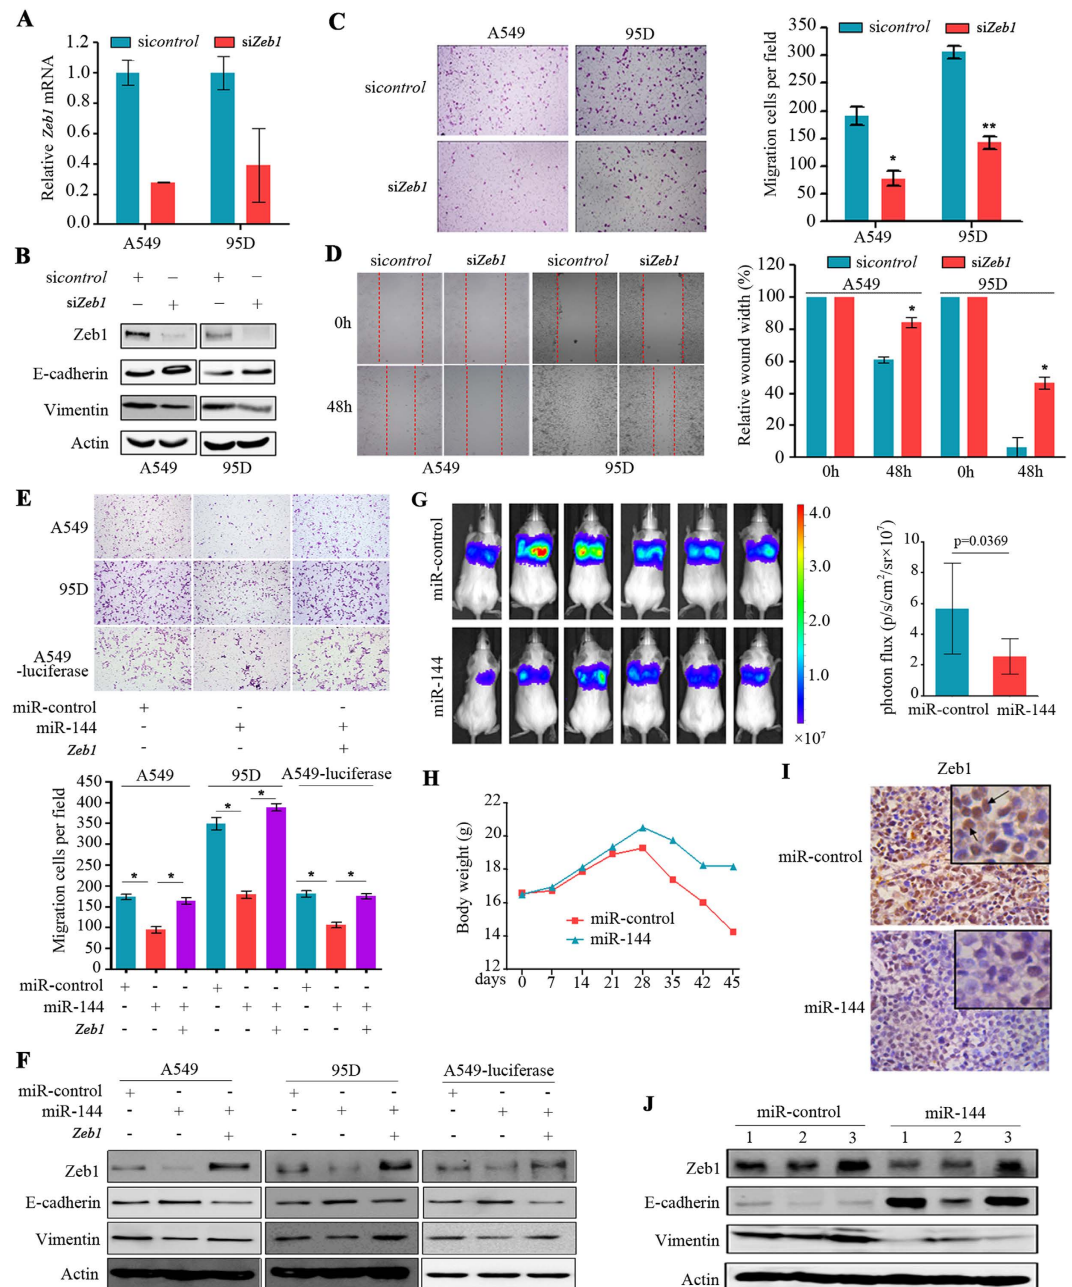 A
sicontrol siZeb1
Relative Zeb1 mRNA
1.2
1.0
0.8
0.6
0.4
0.2
0
A549 95D
B
sicontrol + – + –
siZeb1 – + – +
Zeb1
E-cadherin
Vimentin
Actin
A549 95D
C
A549 95D
sicontrol
siZeb1
sicontrol siZeb1
Migration cells per field
350
300
250
200
150
100
50
0
*
**
A549 95D
D
sicontrol siZeb1 sicontrol siZeb1
0h
48h
A549 95D
sicontrol siZeb1
Relative wound width (%)
120
100
80
60
40
20
0
A549 95D
*
*
0h 48h 0h 48h
E
A549
95D
A549
-luciferase
miR-control + - -
miR-144 - + +
Zeb1 - - +
Migration cells per field
450
400
350
300
250
200
150
100
50
0
A549 95D A549-luciferase
* * * * * *
miR-control + - - + - - + - -
miR-144 - + + - + + - + +
Zeb1 - - + - - + - - +
F
A549 95D A549-luciferase
miR-control + - - + - - + - -
miR-144 - + + - + + - + +
Zeb1 - - + - - + - - +
Zeb1
E-cadherin
Vimentin
Actin
G
miR-control
miR-144
4.0
3.0
2.0
1.0
×10⁷
photon flux (p/s/cm²/sr×10⁷)
10
8
6
4
2
0
p=0.0369
miR-control miR-144
H
Body weight (g)
22
20
18
16
14
12
miR-control
miR-144
days 0 7 14 21 28 35 42 45
I
Zeb1
miR-control
miR-144
J
miR-control miR-144
1 2 3 1 2 3
Zeb1
E-cadherin
Vimentin
Actin